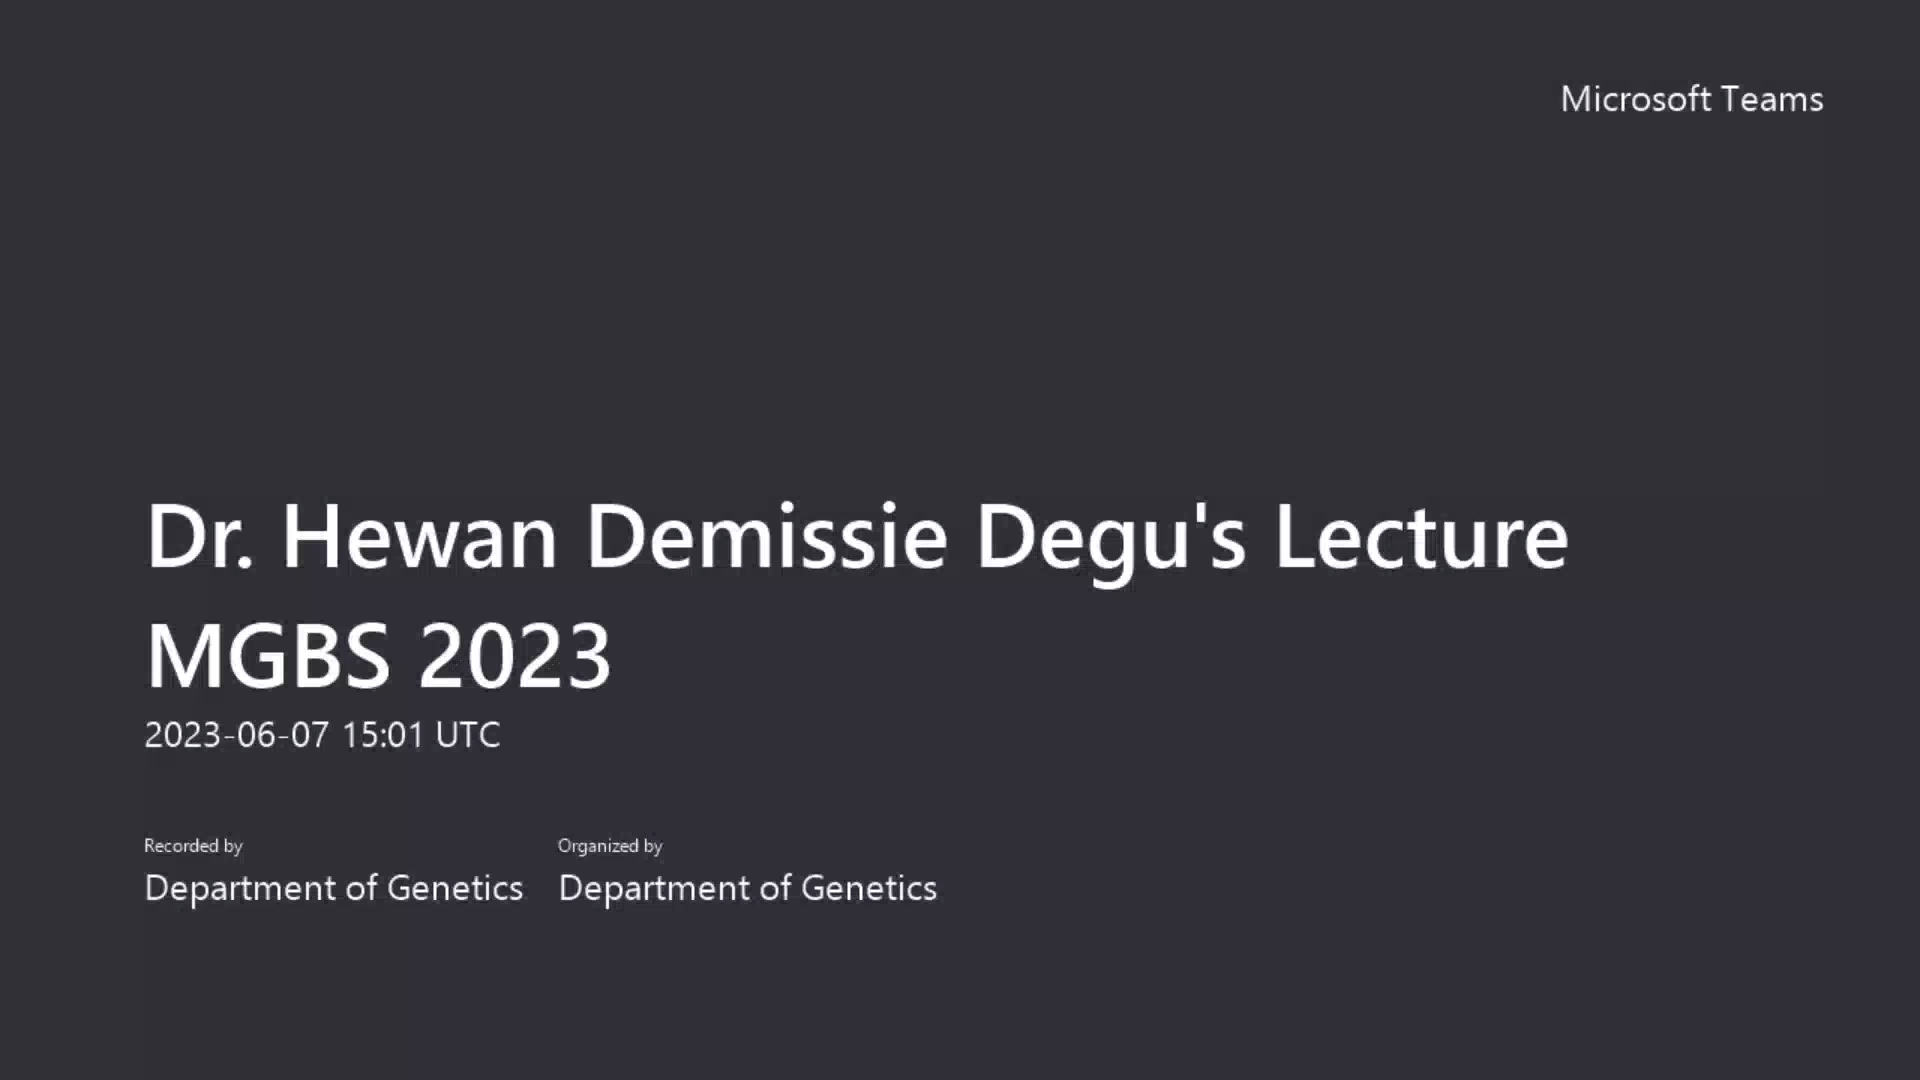 Microsoft Teams
Dr. Hewan Demissie Degu's Lecture
MGBS 2023
2023-06-07 15:01 UTC
Recorded by
Department of Genetics
Organized by
Department of Genetics